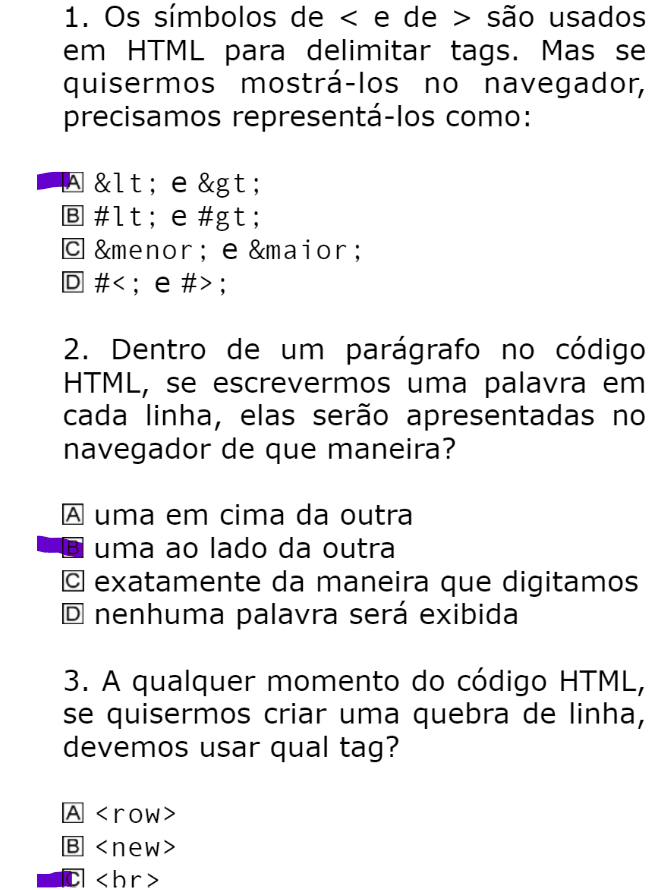 1. Os símbolos de < e de > são usados
em HTML para delimitar tags. Mas se
quisermos mostrá-los no navegador,
precisamos representá-los como:
A &lt; e &gt;
B #lt; e #gt;
C &menor; e &maior;
D #<; e #>;
2. Dentro de um parágrafo no código
HTML, se escrevermos uma palavra em
cada linha, elas serão apresentadas no
navegador de que maneira?
A uma em cima da outra
B uma ao lado da outra
C exatamente da maneira que digitamos
D nenhuma palavra será exibida
3. A qualquer momento do código HTML,
se quisermos criar uma quebra de linha,
devemos usar qual tag?
A <row>
B <new>
C <br>